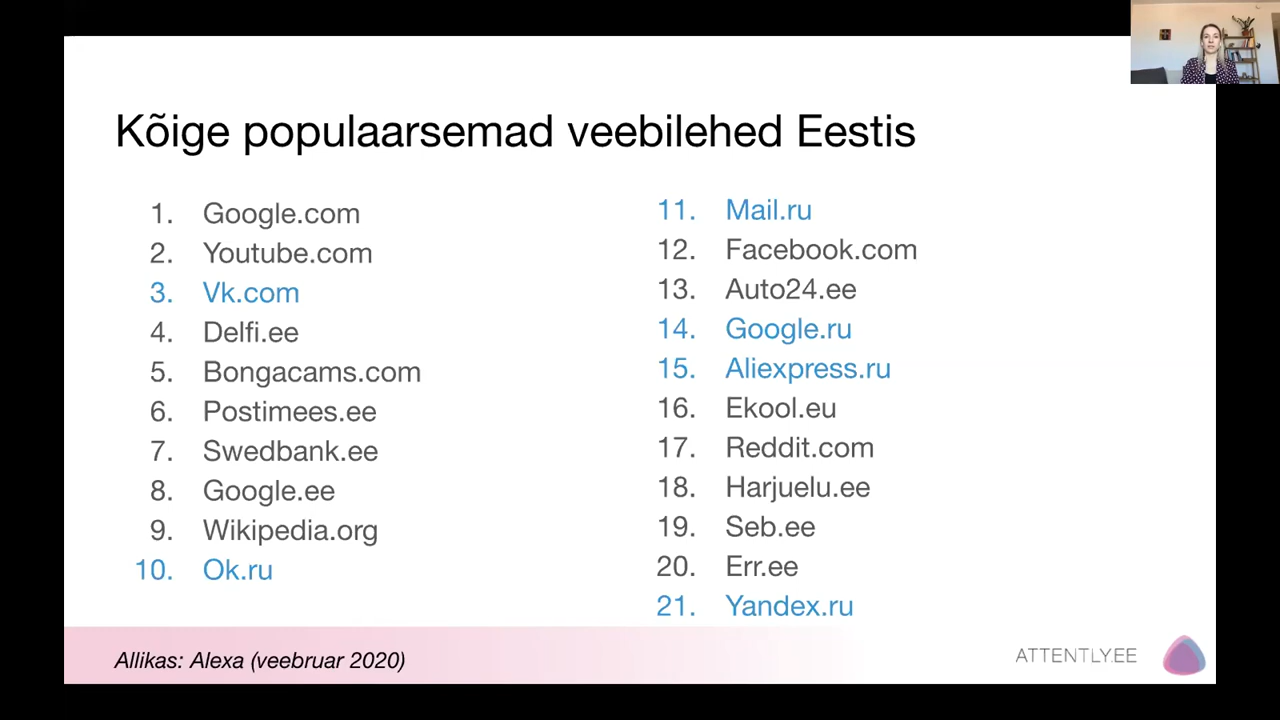 Kõige populaarsemad veebilehed Eestis
1. Google.com
2. Youtube.com
3. Vk.com
4. Delfi.ee
5. Bongacams.com
6. Postimees.ee
7. Swedbank.ee
8. Google.ee
9. Wikipedia.org
10. Ok.ru
11. Mail.ru
12. Facebook.com
13. Auto24.ee
14. Google.ru
15. Aliexpress.ru
16. Ekool.eu
17. Reddit.com
18. Harjuelu.ee
19. Seb.ee
20. Err.ee
21. Yandex.ru
Allikas: Alexa (veebruar 2020)
ATTENTLY.EE